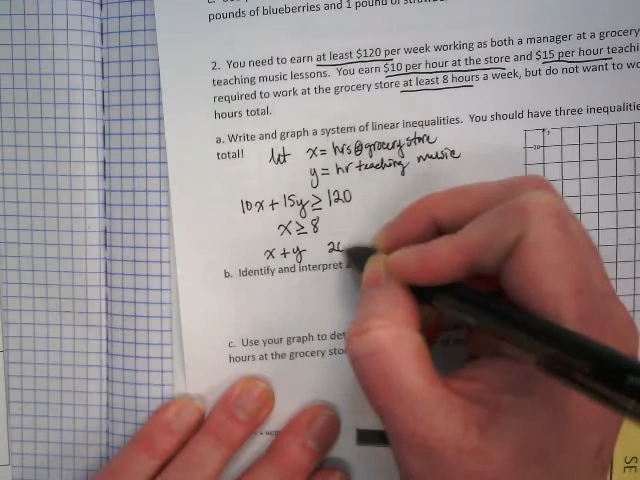 pounds of blueberries and 1 pound of
2. You need to earn at least $120 per week working as both a manager at a grocery
teaching music lessons. You earn $10 per hour at the store and $15 per hour teachi
required to work at the grocery store at least 8 hours a week, but do not want to wo
hours total.
a. Write and graph a system of linear inequalities. You should have three inequalitie
total!
let x = hrs @ grocery store
y = hr teaching music
10x + 15y ≥ 120
x ≥ 8
x + y 20
b. Identify and interpret
c. Use your graph to det
hours at the grocery sto
SE